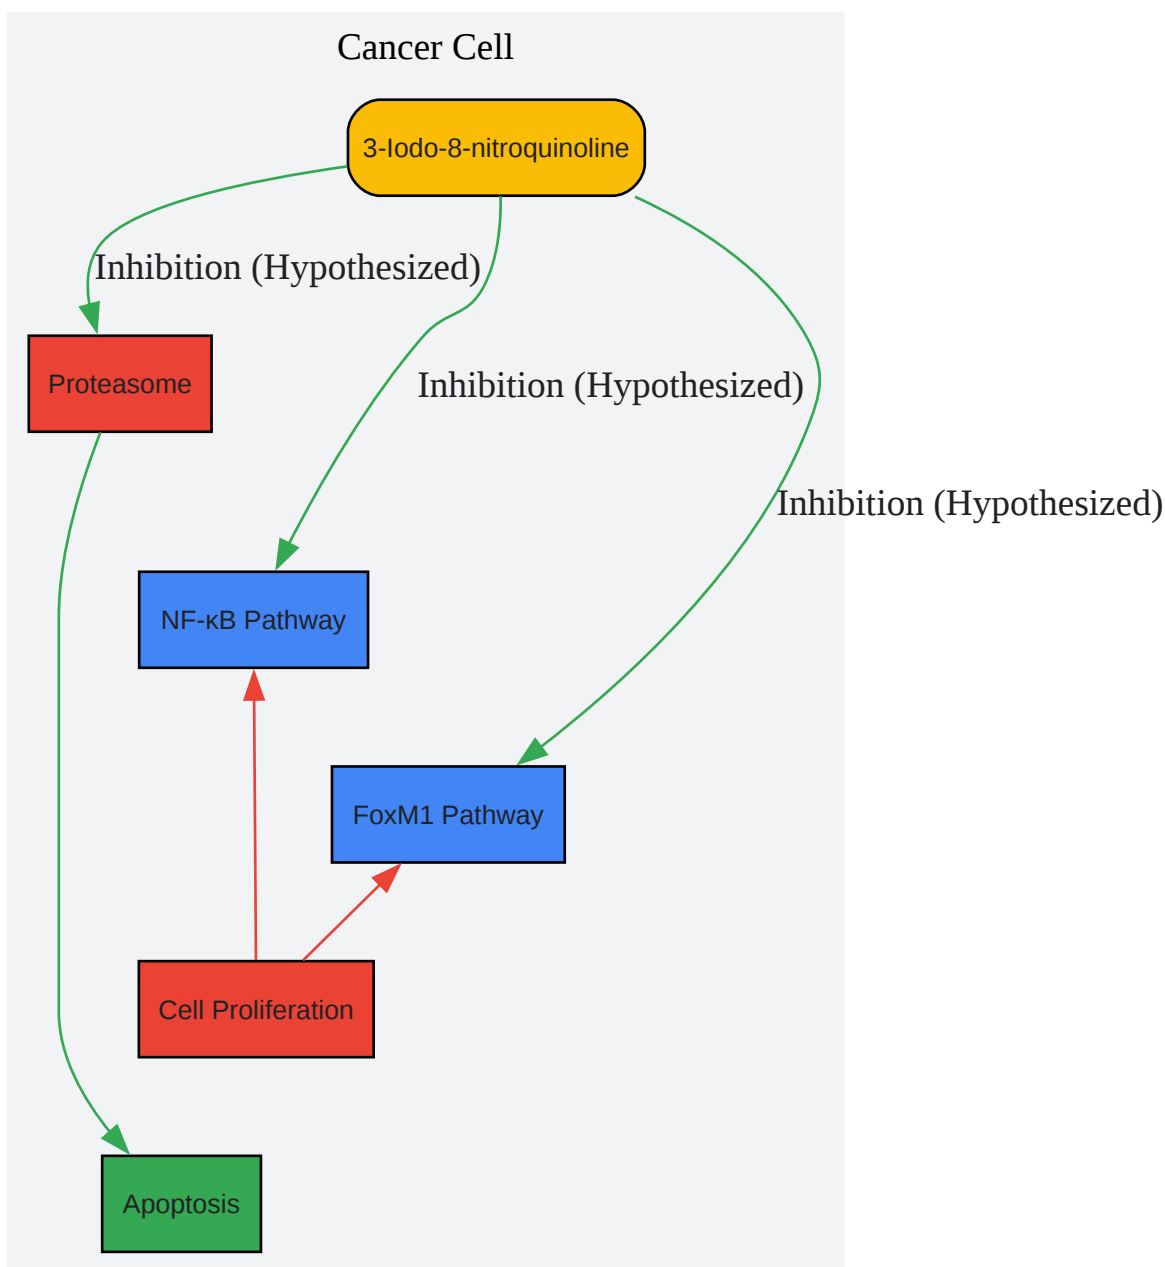 Cancer Cell
3-Iodo-8-nitroquinoline
Inhibition (Hypothesized)
Proteasome
Inhibition (Hypothesized)
Inhibition (Hypothesized)
NF-κB Pathway
FoxM1 Pathway
Cell Proliferation
Apoptosis